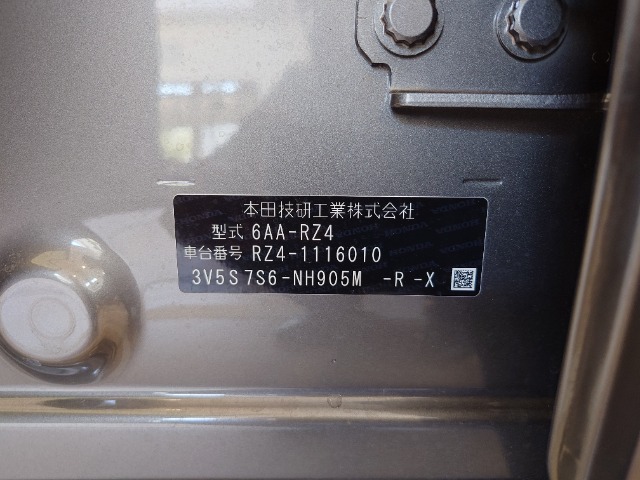 本田技研工業株式会社
型式 6AA-RZ4
車台番号 RZ4-1116010
3V5S7S6-NH905M -R-X